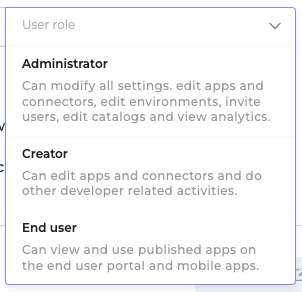 User role
Administrator
Can modify all settings. edit apps and
connectors, edit environments, invite
users, edit catalogs and view analytics.
Creator
Can edit apps and connectors and do
other developer related activities.
End user
Can view and use published apps on
the end user portal and mobile apps.